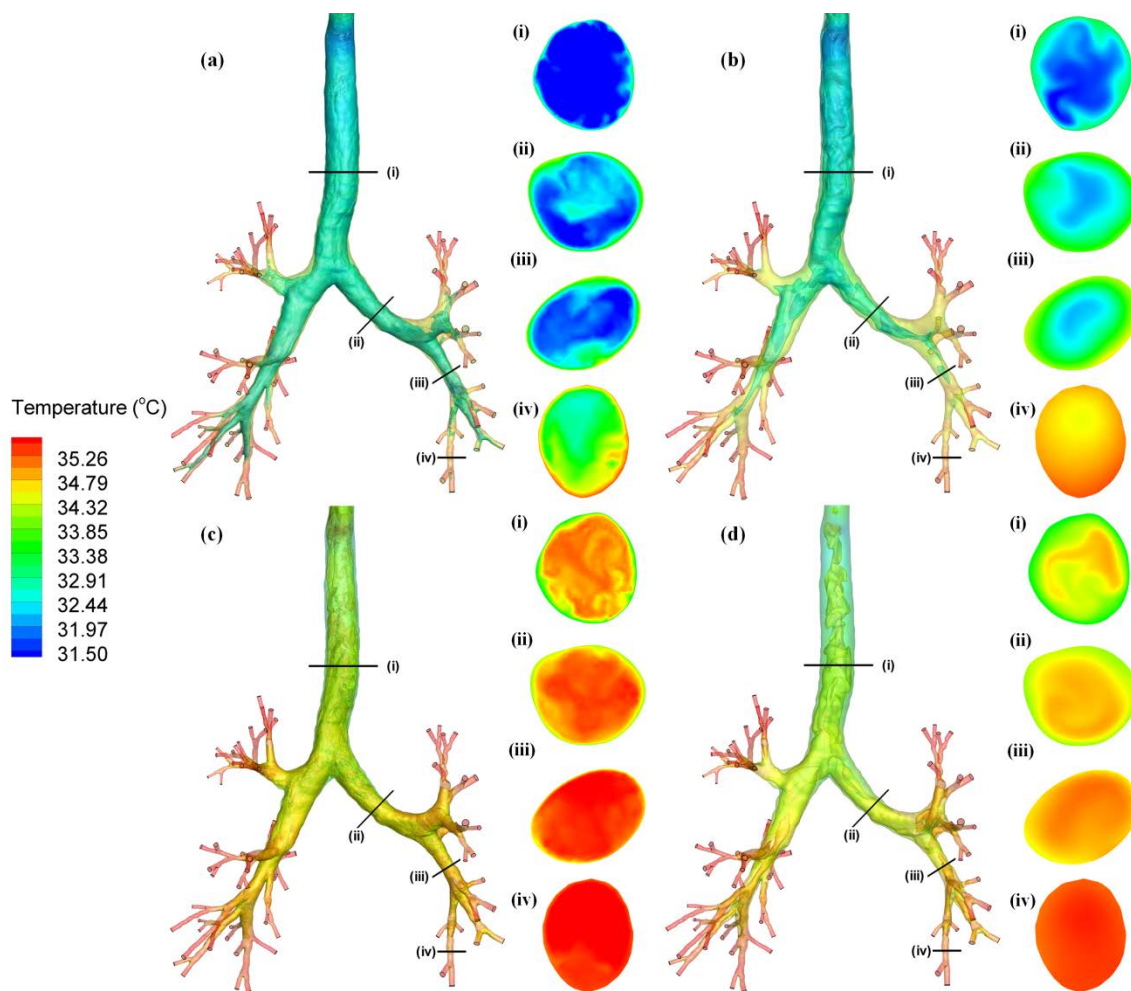 (a)
(i)
(i)
(ii)
(ii)
(iii)
(iii)
(iv)
(iv)
(b)
(i)
(i)
(ii)
(ii)
(iii)
(iii)
(iv)
(iv)
Temperature (°C)
35.26
34.79
34.32
33.85
33.38
32.91
32.44
31.97
31.50
(c)
(i)
(i)
(ii)
(ii)
(iii)
(iii)
(iv)
(iv)
(d)
(i)
(i)
(ii)
(ii)
(iii)
(iii)
(iv)
(iv)